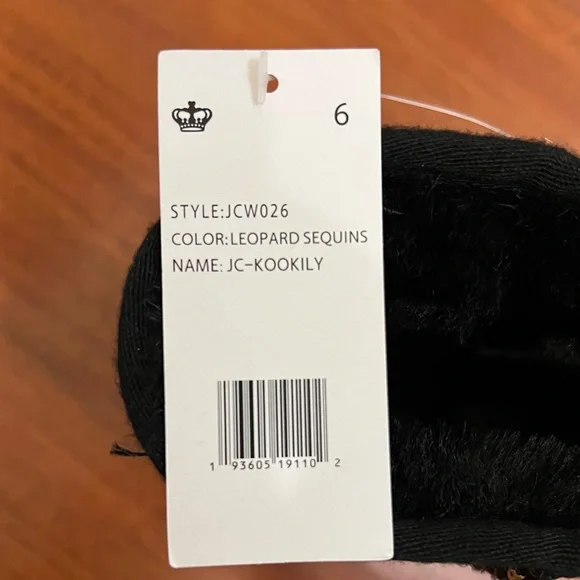 6
STYLE:JCW026
COLOR:LEOPARD SEQUINS
NAME: JC-KOOKILY
1 93605 19110 2